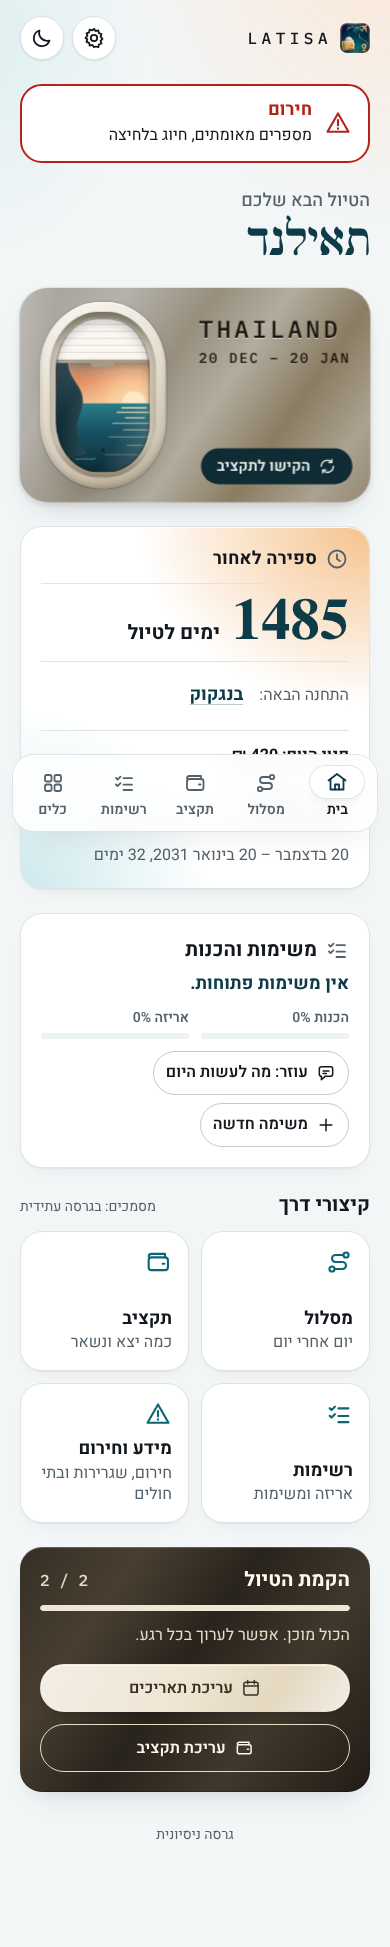 LATISA
חירום
מספרים מאומתים, חיוג בלחיצה
הטיול הבא שלכם
תאילנד
THAILAND
20 DEC – 20 JAN
הקישו לתקציב
ספירה לאחור
1485 ימים לטיול
התחנה הבאה: בנגקוק
בית
מסלול
תקציב
רשימות
כלים
20 בדצמבר – 20 בינואר 2031, 32 ימים
משימות והכנות
אין משימות פתוחות.
הכנות 0%
אריזה 0%
עוזר: מה לעשות היום
משימה חדשה
קיצורי דרך
מסמכים: בגרסה עתידית
מסלול
יום אחרי יום
תקציב
כמה יצא ונשאר
רשימות
אריזה ומשימות
מידע וחירום
חירום, שגרירות ובתי
חולים
הקמת הטיול
2 / 2
הכול מוכן. אפשר לערוך בכל רגע.
עריכת תאריכים
עריכת תקציב
גרסה ניסיונית